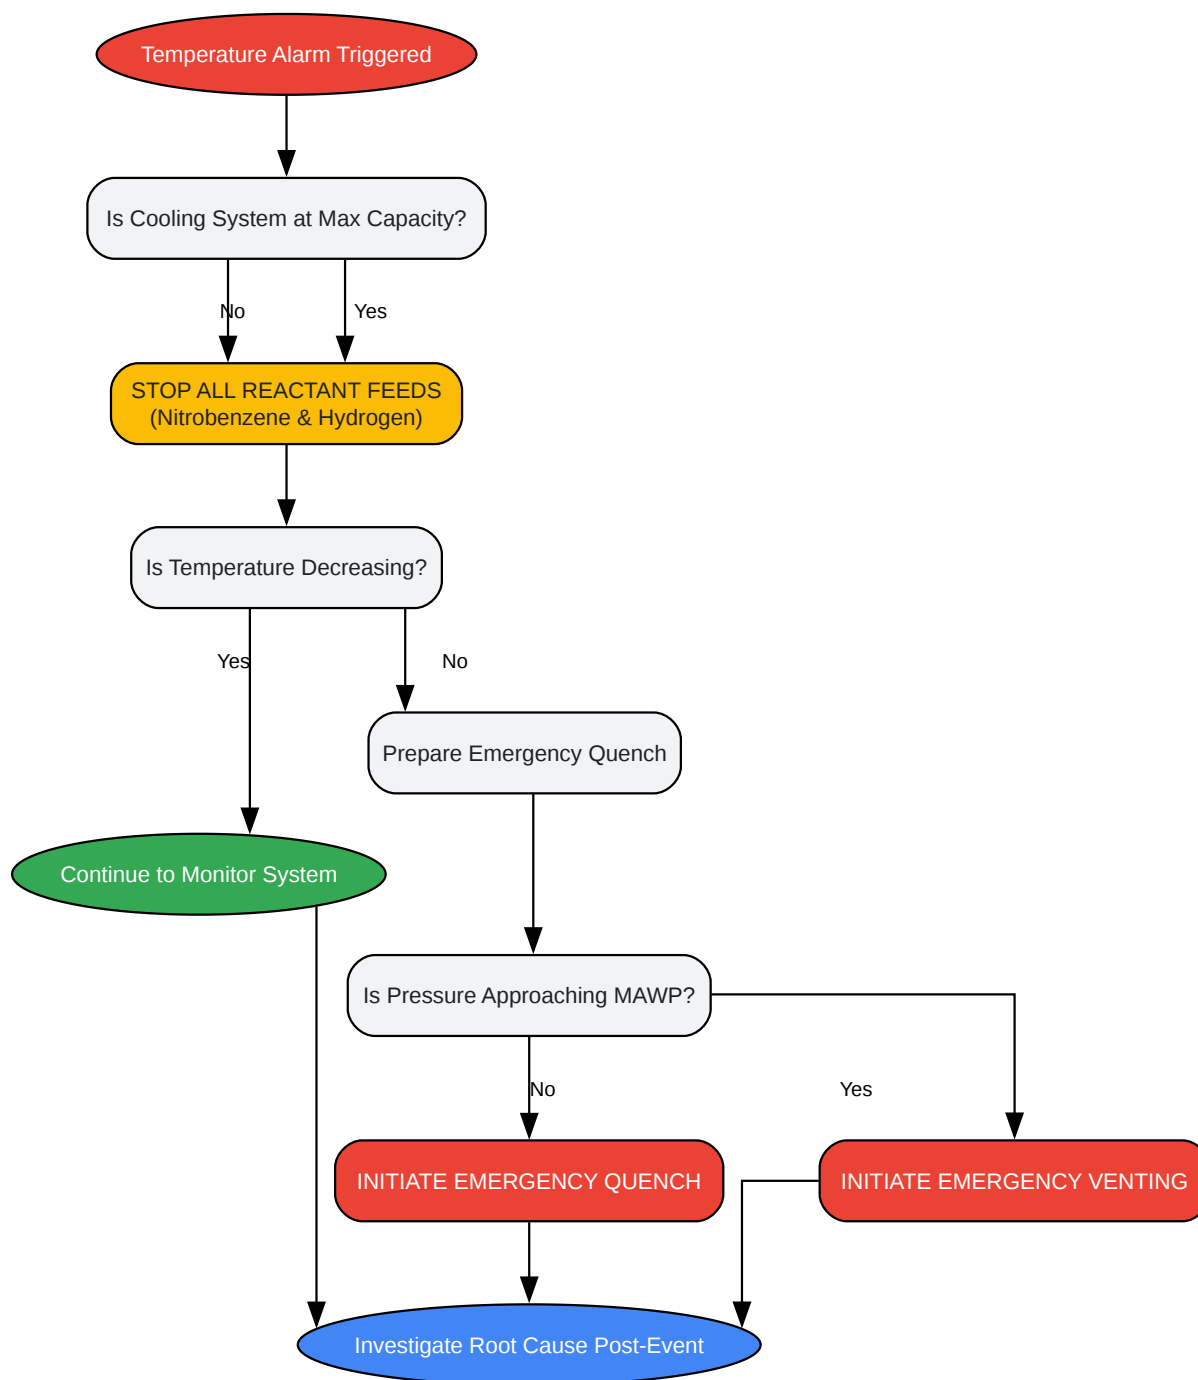 Temperature Alarm Triggered
Is Cooling System at Max Capacity?
No
Yes
STOP ALL REACTANT FEEDS
(Nitrobenzene & Hydrogen)
Is Temperature Decreasing?
Yes
No
Prepare Emergency Quench
Continue to Monitor System
Is Pressure Approaching MAWP?
No
Yes
INITIATE EMERGENCY QUENCH
INITIATE EMERGENCY VENTING
Investigate Root Cause Post-Event